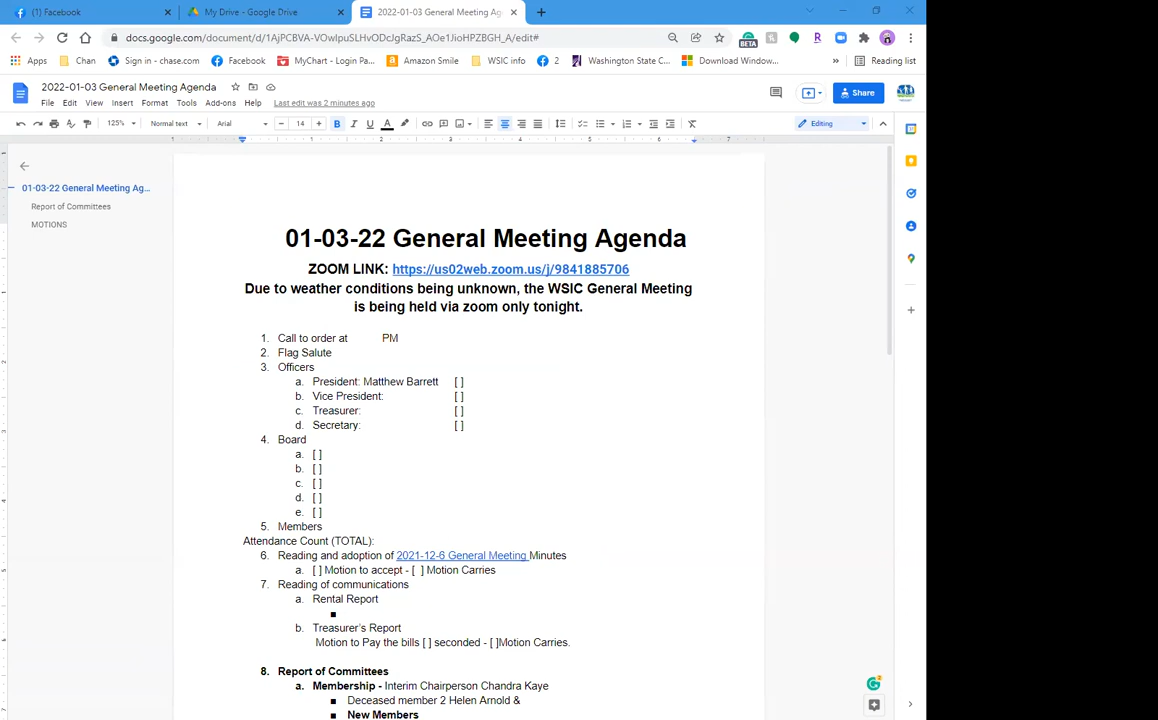 (1) Facebook
My Drive - Google Drive
2022-01-03 General Meeting Ag
docs.google.com/document/d/1AjPCBVA-VOwIpuSLHvODcJgRazS_AOe1JioHPZBGH_A/edit#
BETA
Apps Chan Sign in - chase.com Facebook MyChart - Login Pa... Amazon Smile WSIC info 2 Washington State C... Download Window... » Reading list
2022-01-03 General Meeting Agenda
File Edit View Insert Format Tools Add-ons Help Last edit was 2 minutes ago
Share
125% Normal text Arial 14 B I U A Editing
01-03-22 General Meeting Ag...
Report of Committees
MOTIONS
01-03-22 General Meeting Agenda
ZOOM LINK: https://us02web.zoom.us/j/9841885706
Due to weather conditions being unknown, the WSIC General Meeting
is being held via zoom only tonight.
1. Call to order at PM
2. Flag Salute
3. Officers
a. President: Matthew Barrett [ ]
b. Vice President: [ ]
c. Treasurer: [ ]
d. Secretary: [ ]
4. Board
a. [ ]
b. [ ]
c. [ ]
d. [ ]
e. [ ]
5. Members
Attendance Count (TOTAL):
6. Reading and adoption of 2021-12-6 General Meeting Minutes
a. [ ] Motion to accept - [ ] Motion Carries
7. Reading of communications
a. Rental Report
■
b. Treasurer's Report
Motion to Pay the bills [ ] seconded - [ ]Motion Carries.
8. Report of Committees
a. Membership - Interim Chairperson Chandra Kaye
■ Deceased member 2 Helen Arnold &
■ New Members